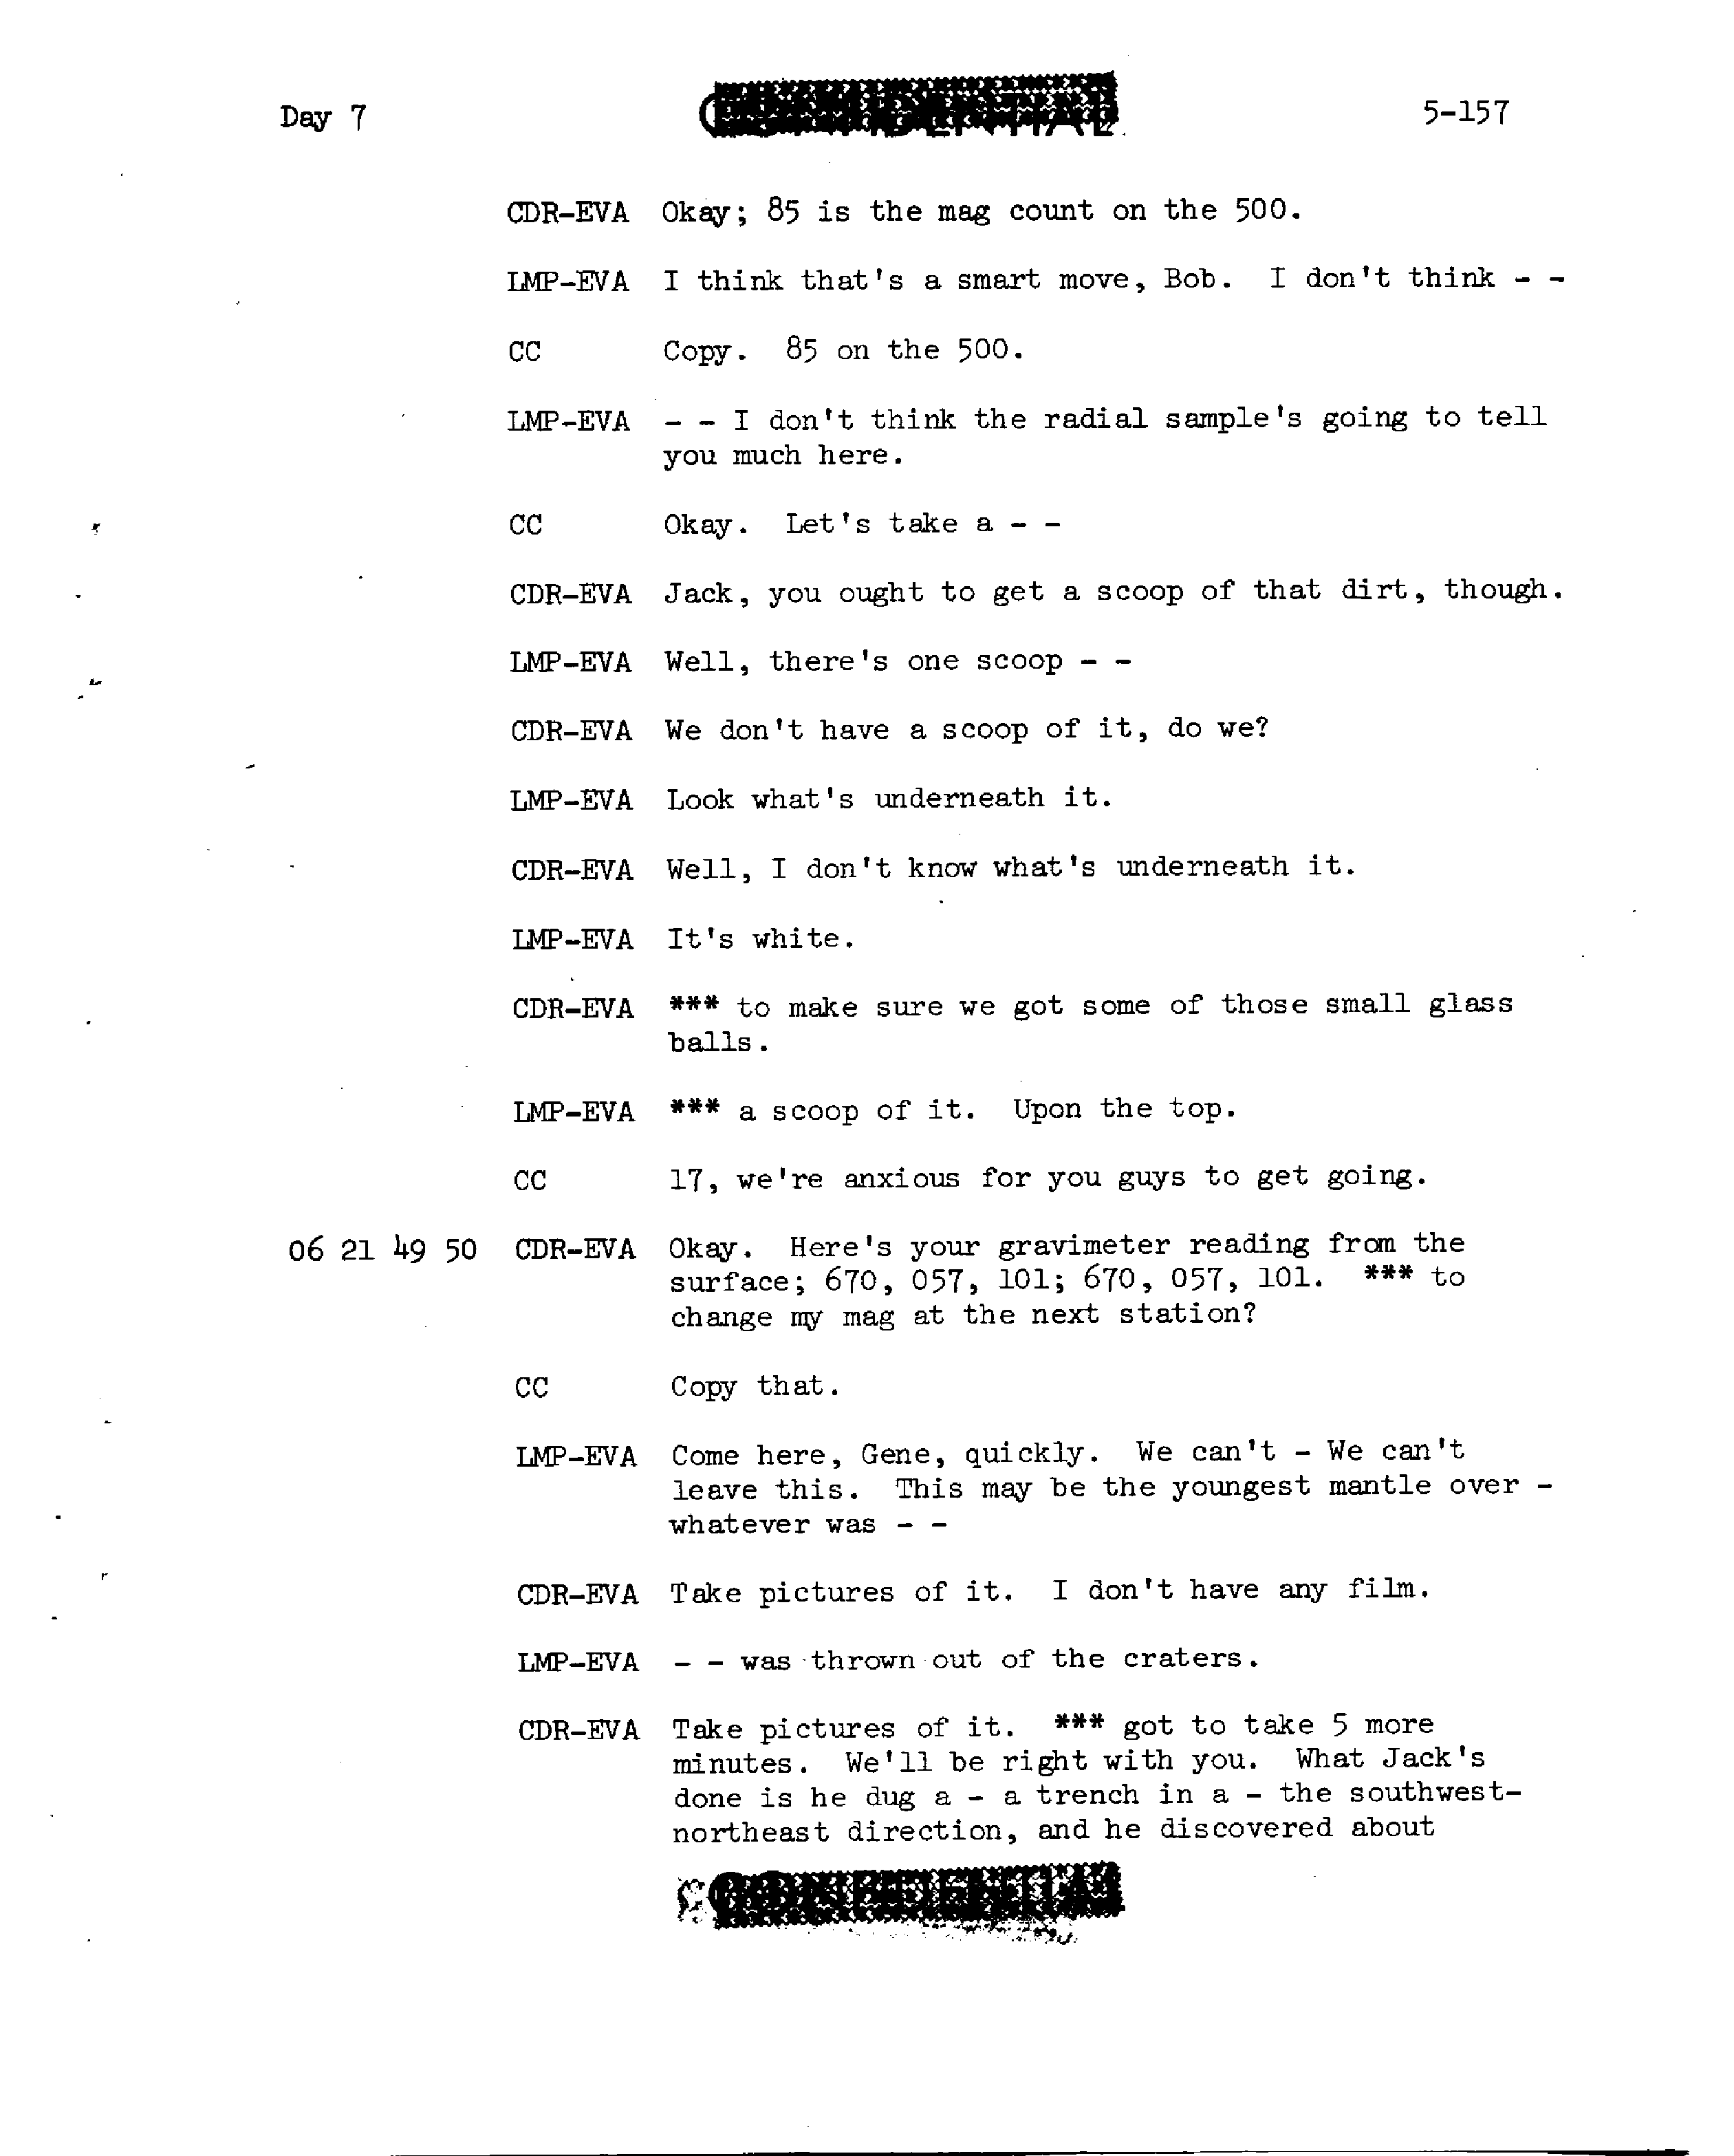 Day 7
CONFIDENTIAL
5-157
CDR-EVA Okay; 85 is the mag count on the 500.
LMP-EVA I think that's a smart move, Bob. I don't think - -
CC Copy. 85 on the 500.
LMP-EVA - - I don't think the radial sample's going to tell
you much here.
CC Okay. Let's take a - -
CDR-EVA Jack, you ought to get a scoop of that dirt, though.
LMP-EVA Well, there's one scoop - -
CDR-EVA We don't have a scoop of it, do we?
LMP-EVA Look what's underneath it.
CDR-EVA Well, I don't know what's underneath it.
LMP-EVA It's white.
CDR-EVA *** to make sure we got some of those small glass
balls.
LMP-EVA *** a scoop of it. Upon the top.
CC 17, we're anxious for you guys to get going.
06 21 49 50 CDR-EVA Okay. Here's your gravimeter reading from the
surface; 670, 057, 101; 670, 057, 101. *** to
change my mag at the next station?
CC Copy that.
LMP-EVA Come here, Gene, quickly. We can't - We can't
leave this. This may be the youngest mantle over -
whatever was - -
CDR-EVA Take pictures of it. I don't have any film.
LMP-EVA - - was thrown out of the craters.
CDR-EVA Take pictures of it. *** got to take 5 more
minutes. We'll be right with you. What Jack's
done is he dug a - a trench in a - the southwest-
northeast direction, and he discovered about
CONFIDENTIAL